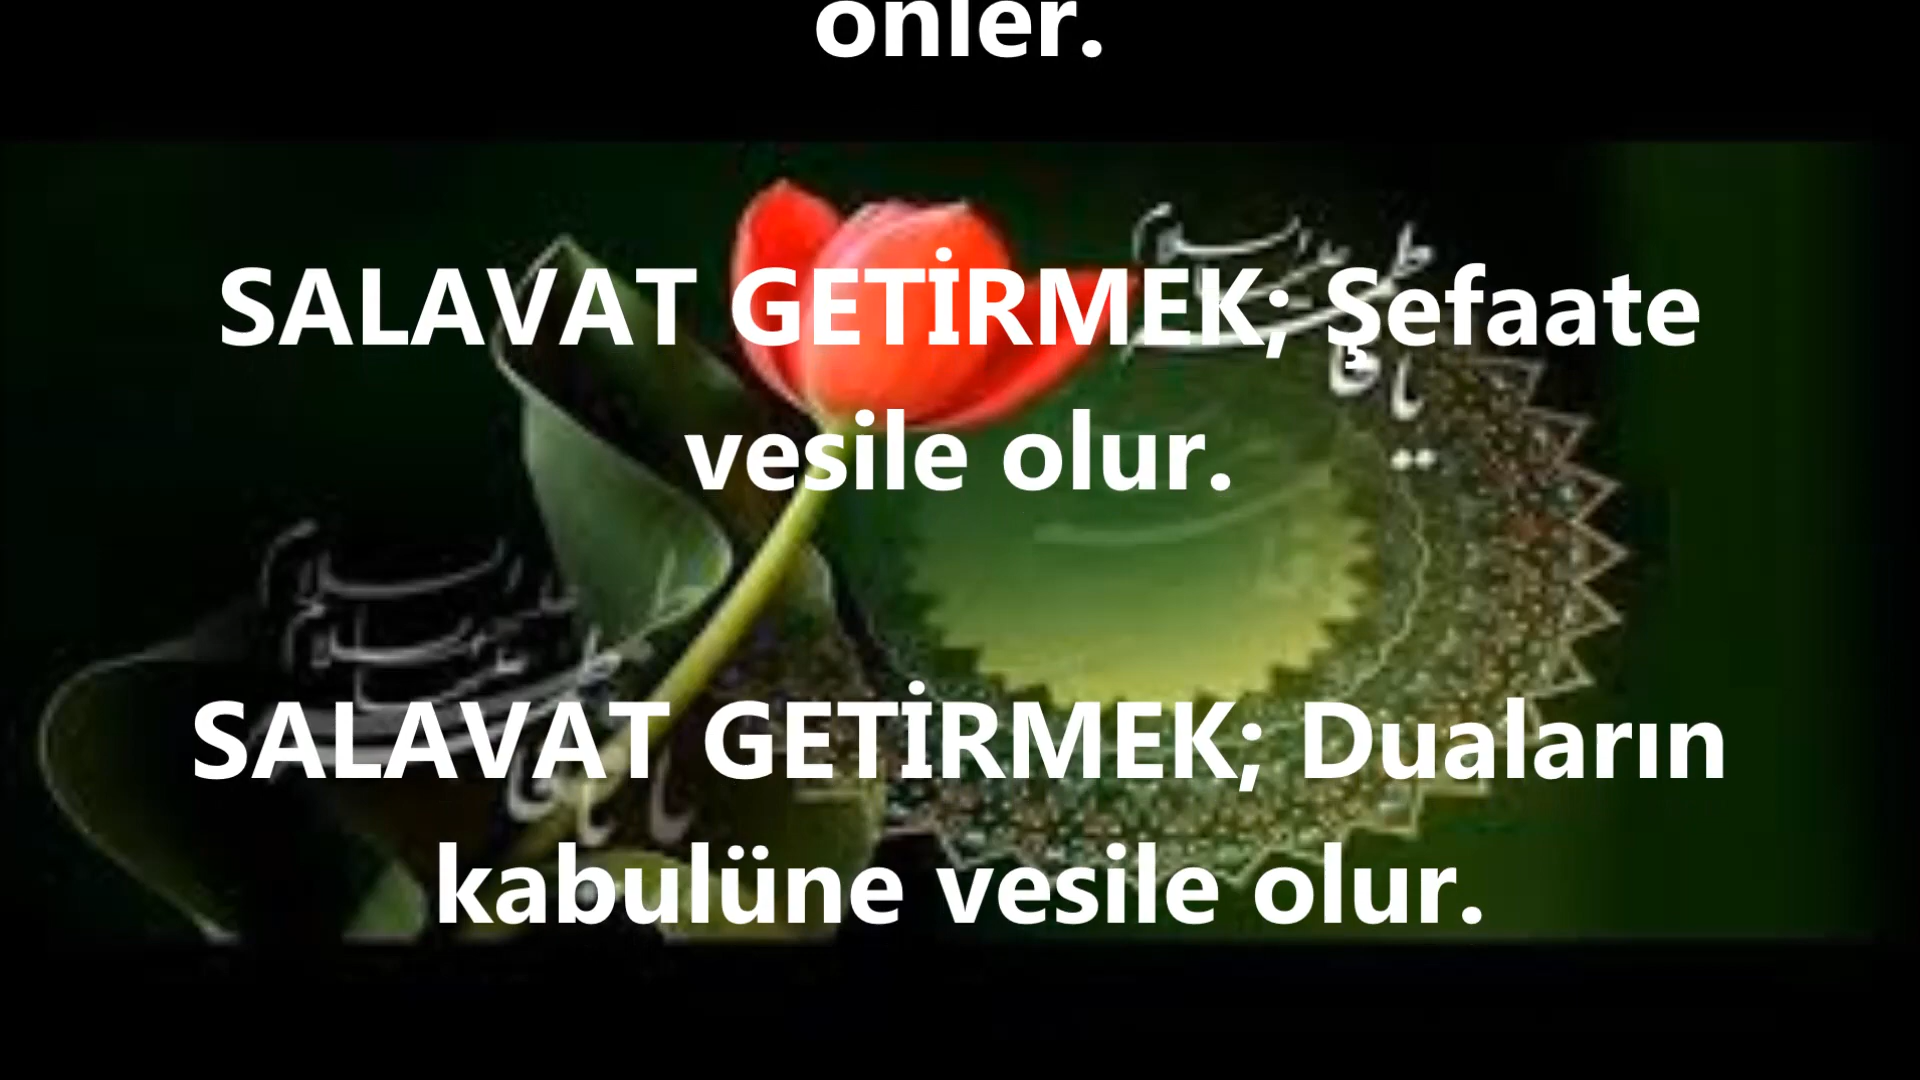 önler.
SALAVAT GETİRMEK; Şefaate
vesile olur.
SALAVAT GETİRMEK; Duaların
kabulüne vesile olur.